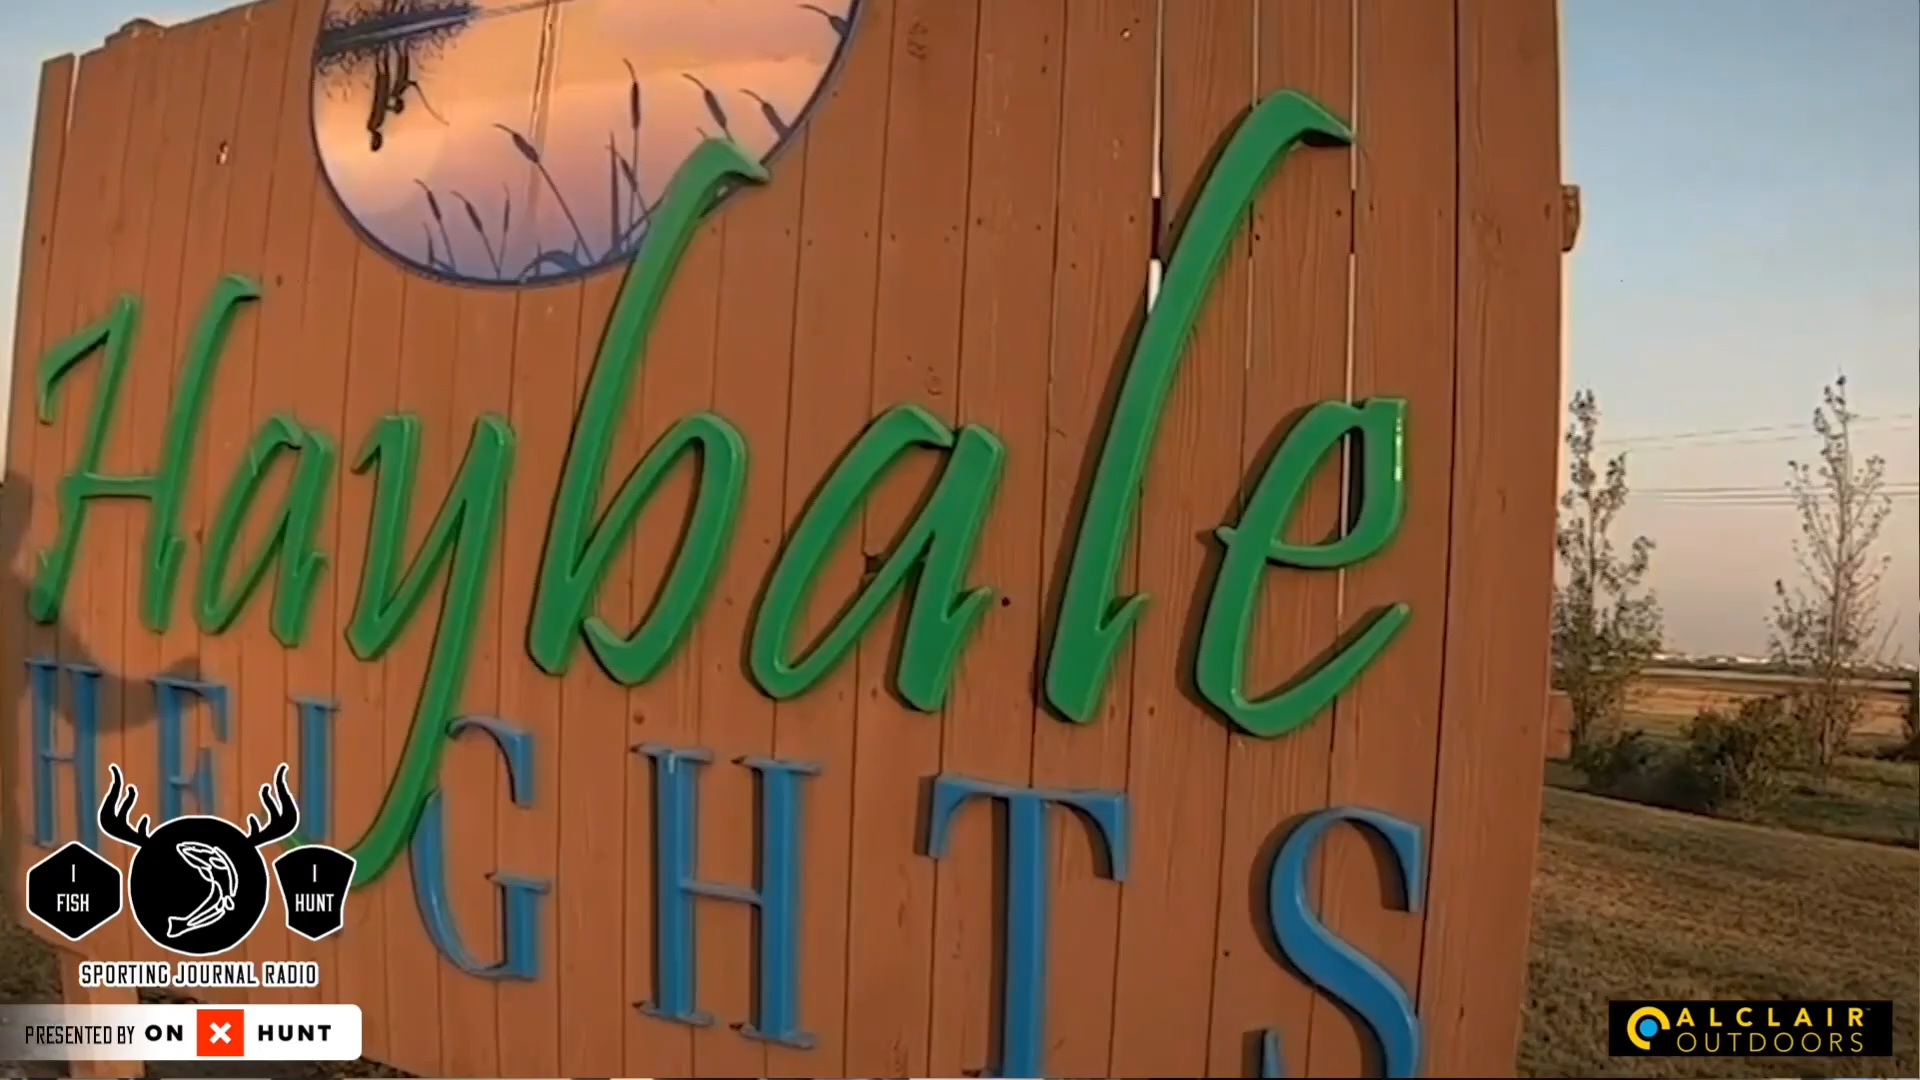 Haybale
HEIGHTS
I
FISH
I
HUNT
SPORTING JOURNAL RADIO
PRESENTED BY ON X HUNT
ALCLAIR
OUTDOORS